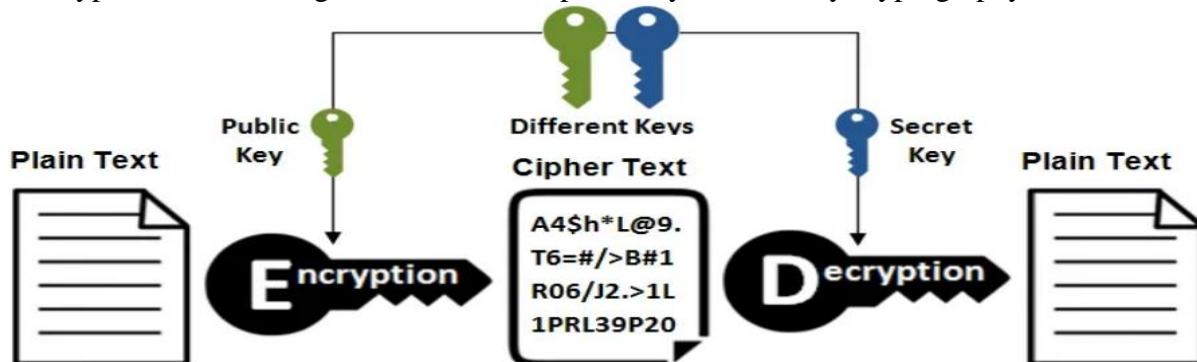 Public
Key
Different Keys
Secret
Key
Plain Text
Cipher Text
Plain Text
A4$h*L@9.
T6=#/>B#1
R06/J2.>1L
1PRL39P20
Encryption
Decryption